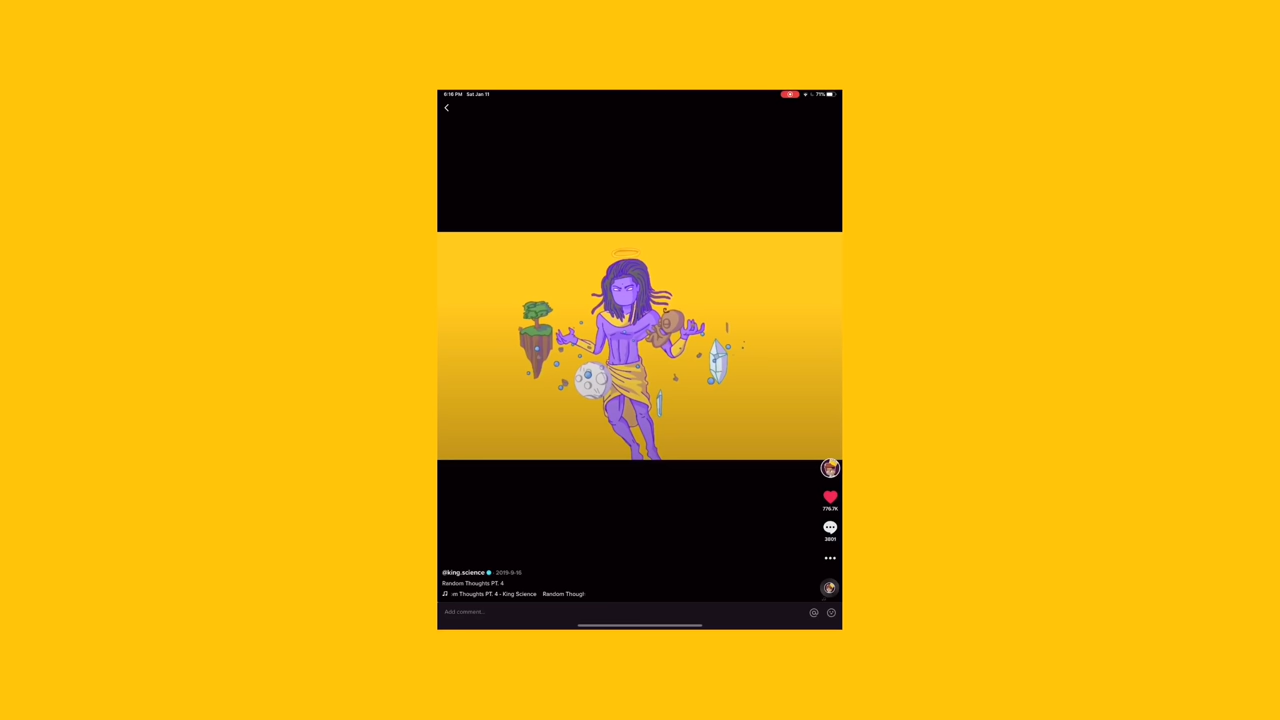 6:16 PM Sat Jan 11
71%
776.7K
3801
@king.science · 2019-9-16
Random Thoughts PT. 4
m Thoughts PT. 4 - King Science Random Thoug
Add comment...